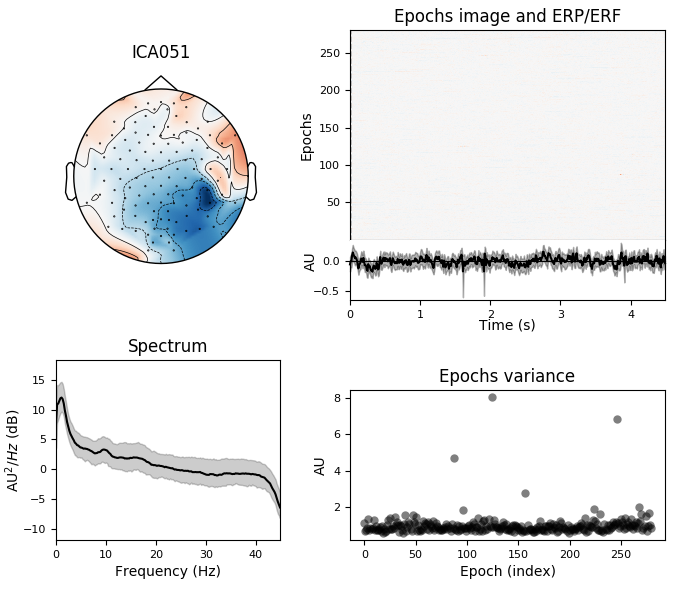 ICA051
Epochs image and ERP/ERF
Epochs
250
200
150
100
50
AU
0.0
−0.5
0 1 2 3 4
Time (s)
Spectrum
AU²/Hz (dB)
15
10
5
0
−5
−10
0 10 20 30 40
Frequency (Hz)
Epochs variance
AU
8
6
4
2
0 50 100 150 200 250
Epoch (index)